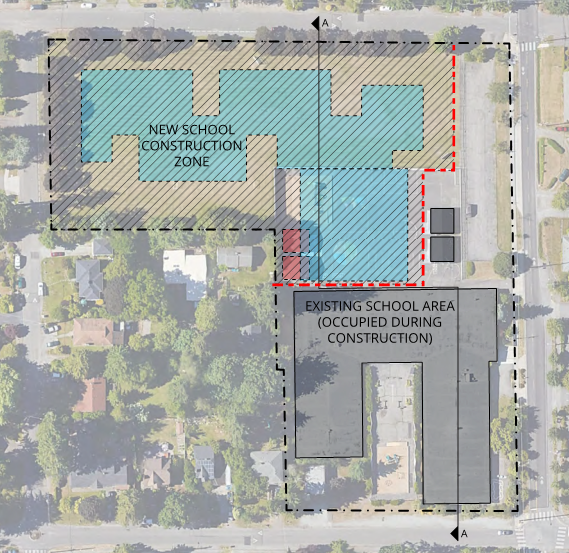 A
NEW SCHOOL
CONSTRUCTION
ZONE
EXISTING SCHOOL AREA
(OCCUPIED DURING
CONSTRUCTION)
A